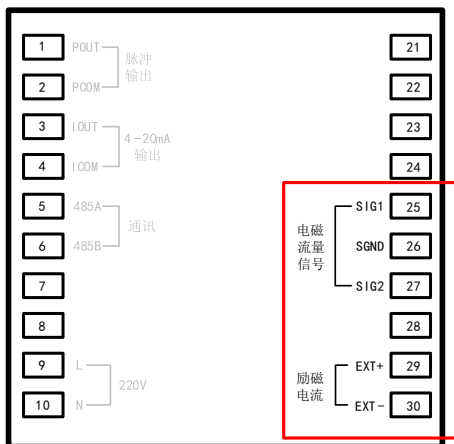 1 POUT
脉冲
输出
2 PCOM
3 IOUT
4-20mA
输出
4 ICOM
5 485A
通讯
6 485B
7
8
9 L
220V
10 N
21
22
23
24
SIG1 25
电磁
流量
信号
SGND 26
SIG2 27
28
EXT+ 29
励磁
电流
EXT- 30